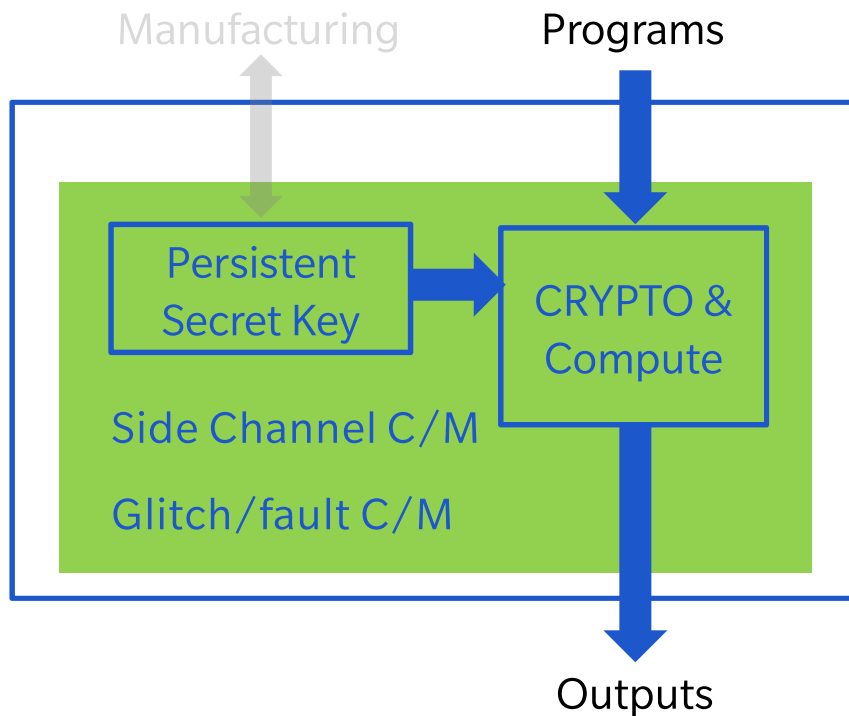 Manufacturing
Programs
Persistent
Secret Key
CRYPTO &
Compute
Side Channel C/M
Glitch/fault C/M
Outputs